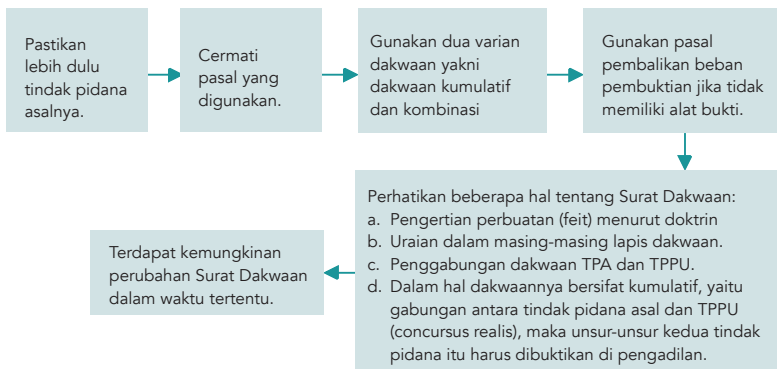 Pastikan
lebih dulu
tindak pidana
asalnya.
Cermati
pasal yang
digunakan.
Gunakan dua varian
dakwaan yakni
dakwaan kumulatif
dan kombinasi
Gunakan pasal
pembalikan beban
pembuktian jika tidak
memiliki alat bukti.
Perhatikan beberapa hal tentang Surat Dakwaan:
a. Pengertian perbuatan (feit) menurut doktrin
b. Uraian dalam masing-masing lapis dakwaan.
c. Penggabungan dakwaan TPA dan TPPU.
d. Dalam hal dakwaannya bersifat kumulatif, yaitu
gabungan antara tindak pidana asal dan TPPU
(concursus realis), maka unsur-unsur kedua tindak
pidana itu harus dibuktikan di pengadilan.
Terdapat kemungkinan
perubahan Surat Dakwaan
dalam waktu tertentu.